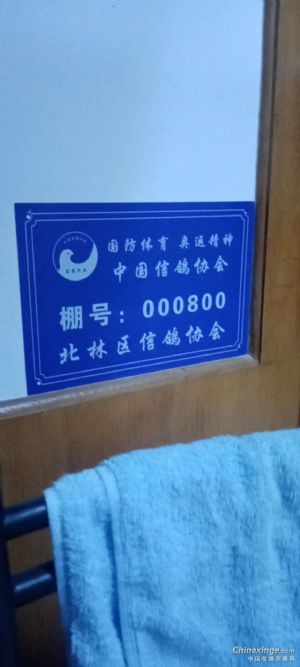 国防体育 奥运精神
中国信鸽协会
CRPA
棚号：000800
北林区信鸽协会
Chinaxinge.com
中国信鸽信息网